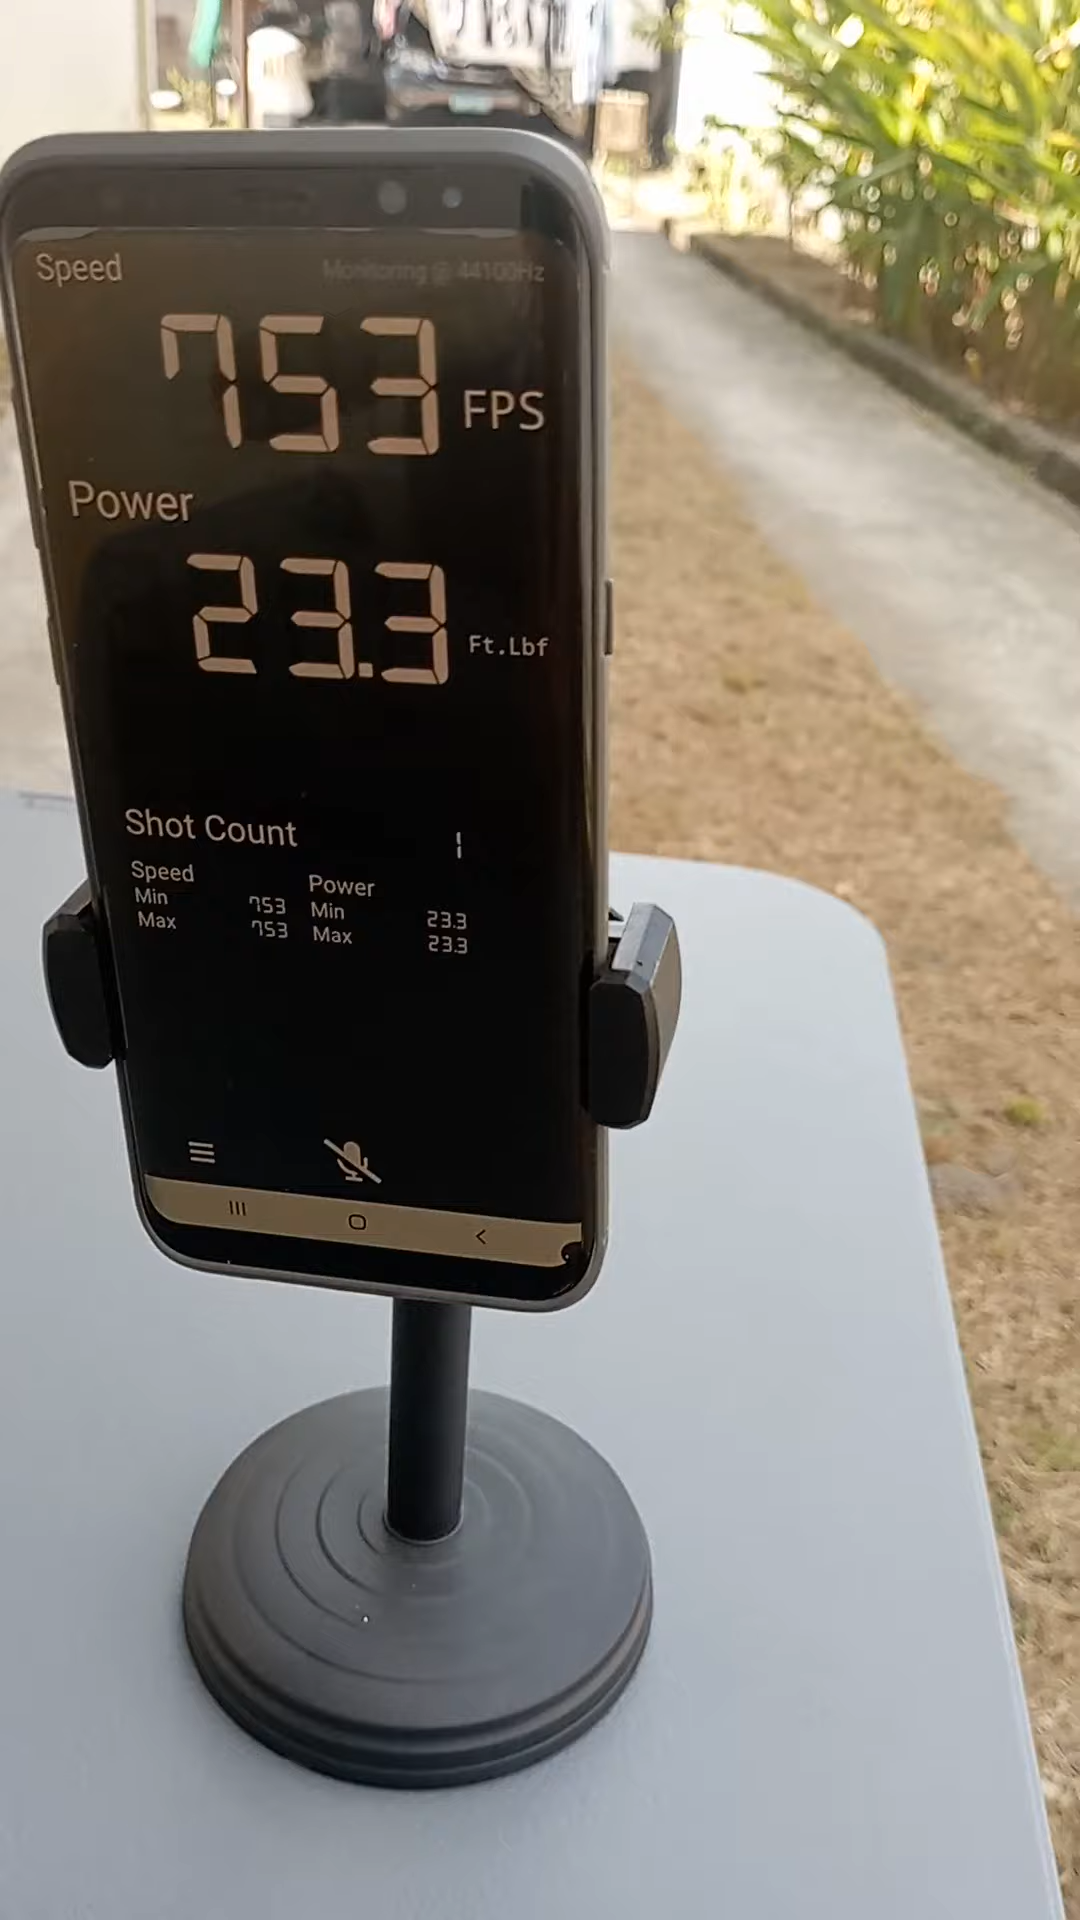 Speed Monitoring @ 44100Hz
753 FPS
Power
23.3 Ft.Lbf
Shot Count 1
Speed Power
Min 753 Min 23.3
Max 753 Max 23.3